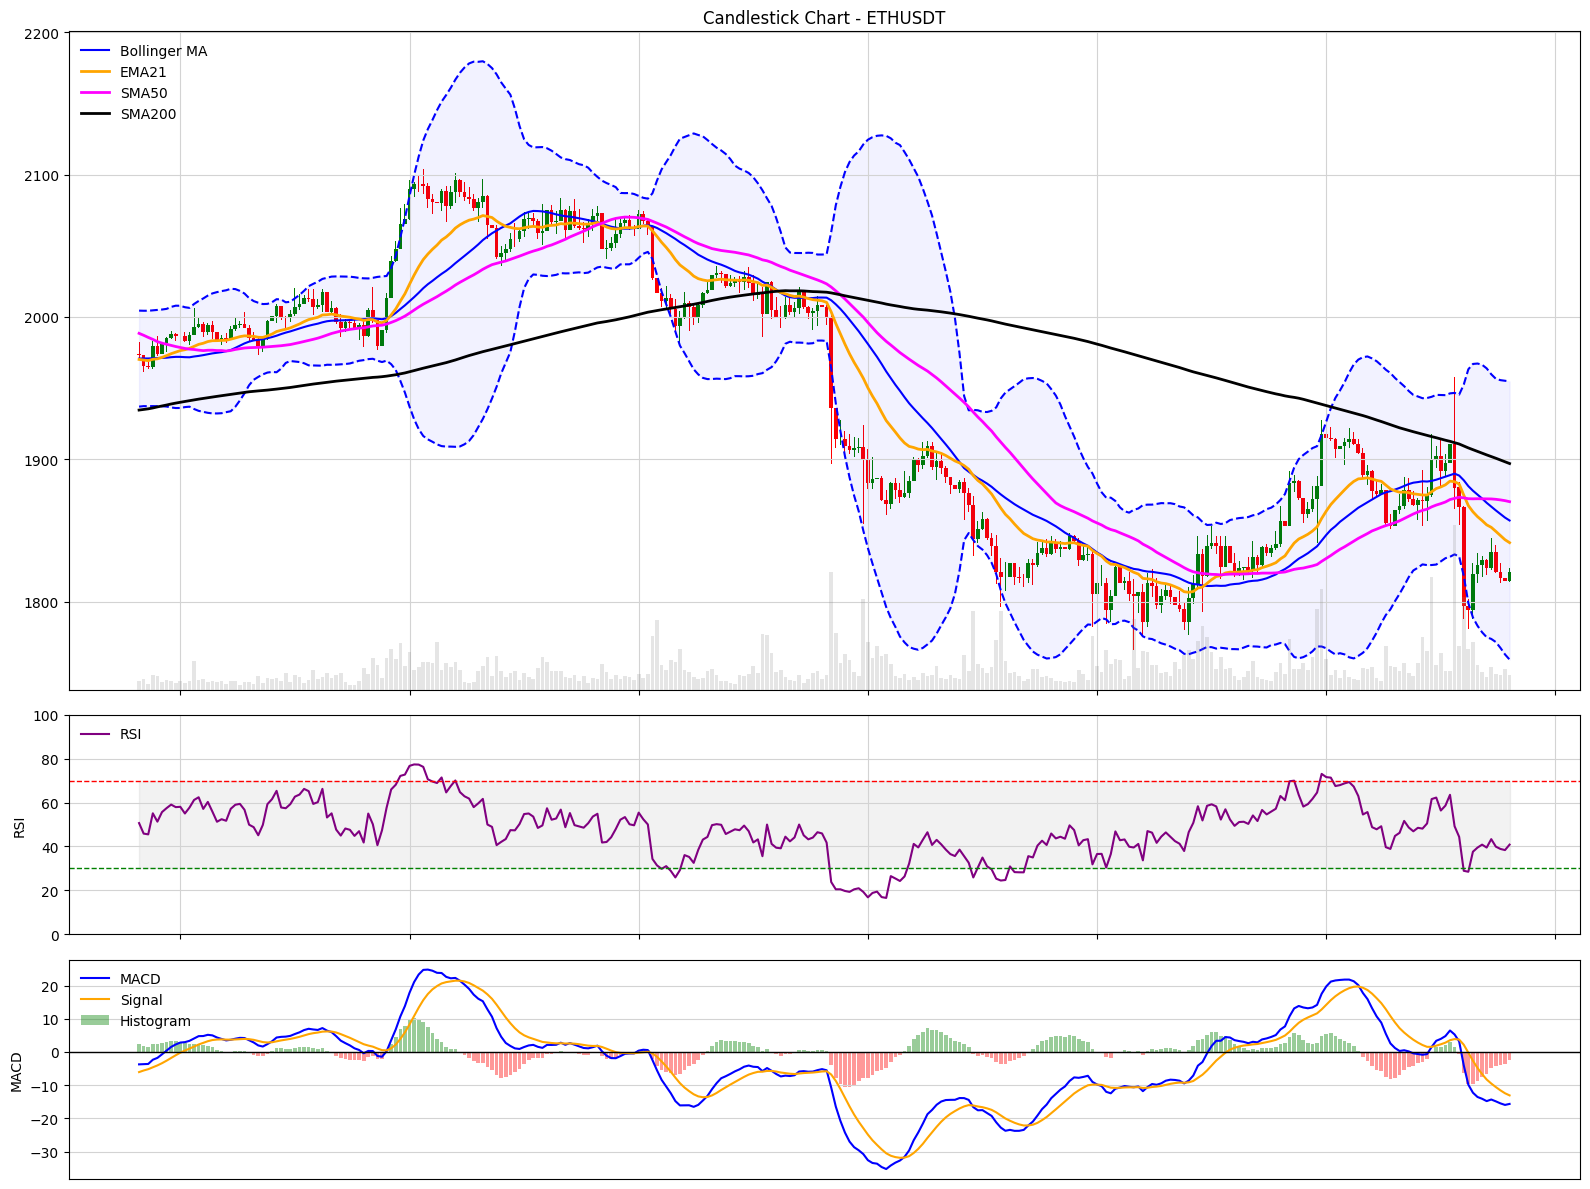 Candlestick Chart - ETHUSDT
Bollinger MA
EMA21
SMA50
SMA200
2200
2100
2000
1900
1800
RSI
RSI
100
80
60
40
20
0
MACD
Signal
Histogram
MACD
20
10
0
−10
−20
−30